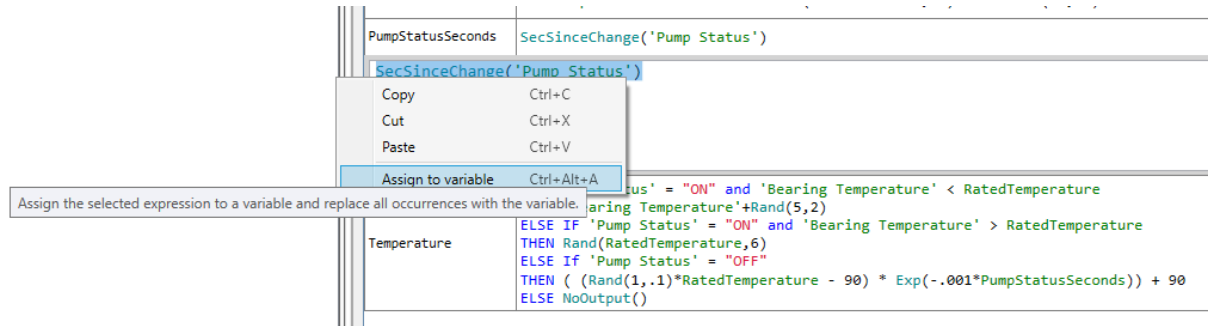 PumpStatusSeconds SecSinceChange('Pump Status')
SecSinceChange('Pump Status')
Copy Ctrl+C
Cut Ctrl+X
Paste Ctrl+V
Assign to variable Ctrl+Alt+A
Assign the selected expression to a variable and replace all occurrences with the variable.
= "ON" and 'Bearing Temperature' < RatedTemperature
Temperature'+Rand(5,2)
ELSE IF 'Pump Status' = "ON" and 'Bearing Temperature' > RatedTemperature
Temperature THEN Rand(RatedTemperature,6)
ELSE If 'Pump Status' = "OFF"
THEN ( (Rand(1,.1)*RatedTemperature - 90) * Exp(-.001*PumpStatusSeconds)) + 90
ELSE NoOutput()